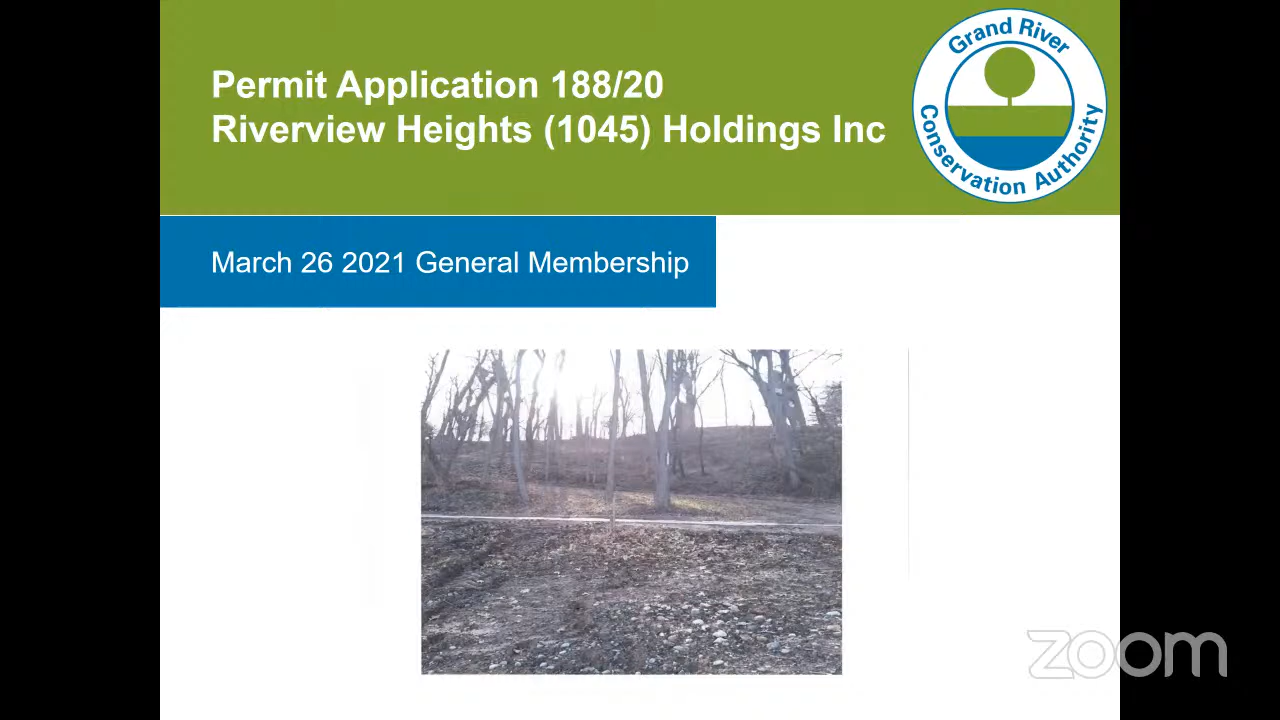 Permit Application 188/20
Riverview Heights (1045) Holdings Inc
Grand River
Conservation Authority
March 26 2021 General Membership
zoom